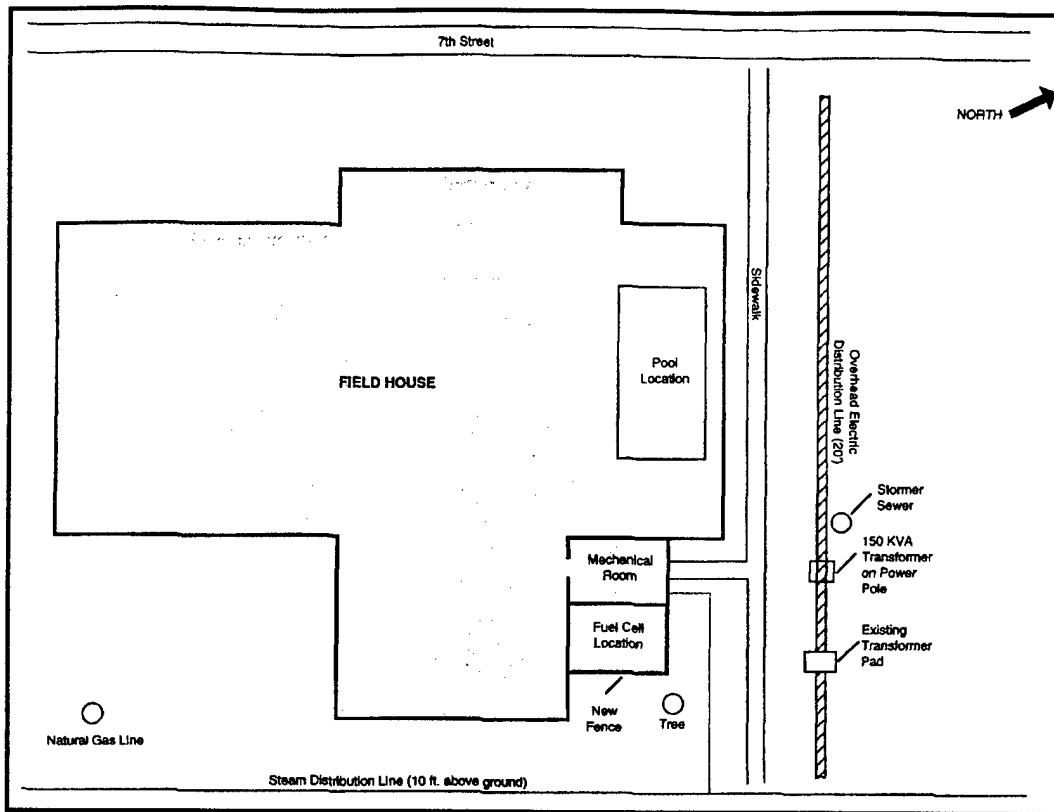 7th Street
NORTH
Sidewalk
Overhead Electric
Distribution Line (20')
Pool
Location
FIELD HOUSE
Stormer
Sewer
150 KVA
Transformer
on Power
Pole
Mechanical
Room
Fuel Cell
Location
Existing
Transformer
Pad
New
Fence
Tree
Natural Gas Line
Steam Distribution Line (10 ft. above ground)